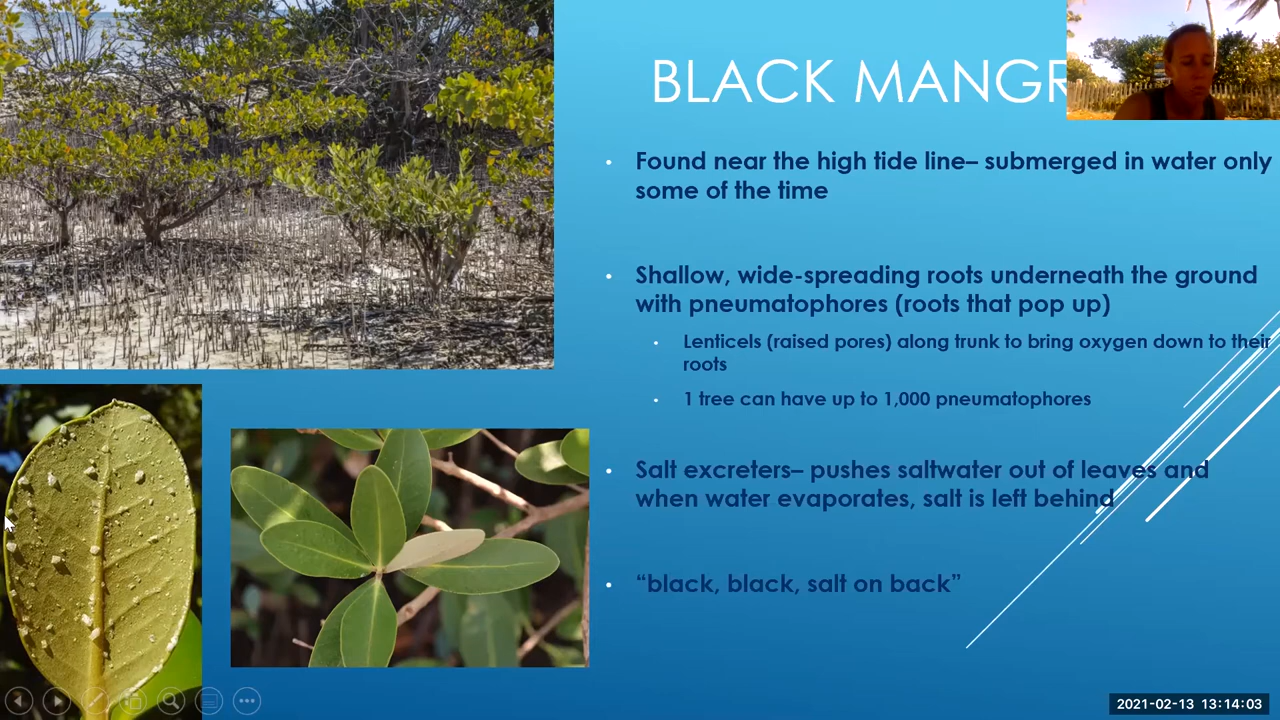 BLACK MANGR
Found near the high tide line– submerged in water only
some of the time
Shallow, wide-spreading roots underneath the ground
with pneumatophores (roots that pop up)
Lenticels (raised pores) along trunk to bring oxygen down to their
roots
1 tree can have up to 1,000 pneumatophores
Salt excreters– pushes saltwater out of leaves and
when water evaporates, salt is left behind
“black, black, salt on back”
2021-02-13 13:14:03